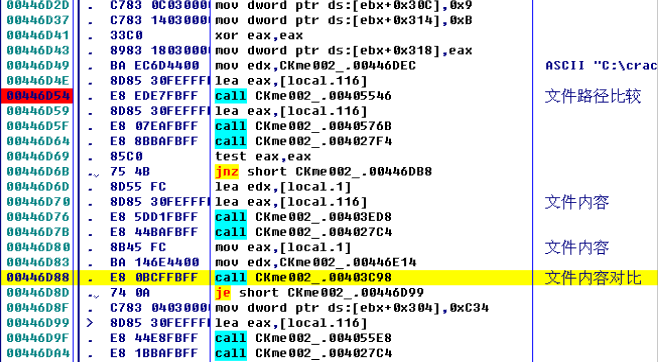 00446D2D . C783 0C030000 mov dword ptr ds:[ebx+0x30C],0x9
00446D37 . C783 14030000 mov dword ptr ds:[ebx+0x314],0xB
00446D41 . 33C0 xor eax,eax
00446D43 . 8983 18030000 mov dword ptr ds:[ebx+0x318],eax
00446D49 . BA EC6D4400 mov edx,CKme002_.00446DEC ASCII "C:\crac
00446D4E . 8D85 30FEFFFF lea eax,[local.116]
00446D54 . E8 EDE7FBFF call CKme002_.00405546 文件路径比较
00446D59 . 8D85 30FEFFFF lea eax,[local.116]
00446D5F . E8 07EAFBFF call CKme002_.0040576B
00446D64 . E8 8BBAFBFF call CKme002_.004027F4
00446D69 . 85C0 test eax,eax
00446D6B .ˇ 75 4B jnz short CKme002_.00446DB8
00446D6D . 8D55 FC lea edx,[local.1]
00446D70 . 8D85 30FEFFFF lea eax,[local.116] 文件内容
00446D76 . E8 5DD1FBFF call CKme002_.00403ED8
00446D7B . E8 44BAFBFF call CKme002_.004027C4
00446D80 . 8B45 FC mov eax,[local.1] 文件内容
00446D83 . BA 146E4400 mov edx,CKme002_.00446E14
00446D88 . E8 0BCFFBFF call CKme002_.00403C98 文件内容对比
00446D8D .ˇ 74 0A je short CKme002_.00446D99
00446D8F . C783 04030000 mov dword ptr ds:[ebx+0x304],0xC34
00446D99 > 8D85 30FEFFFF lea eax,[local.116]
00446D9F . E8 44E8FBFF call CKme002_.004055E8
00446DA4 . E8 1BBAFBFF call CKme002_.004027C4